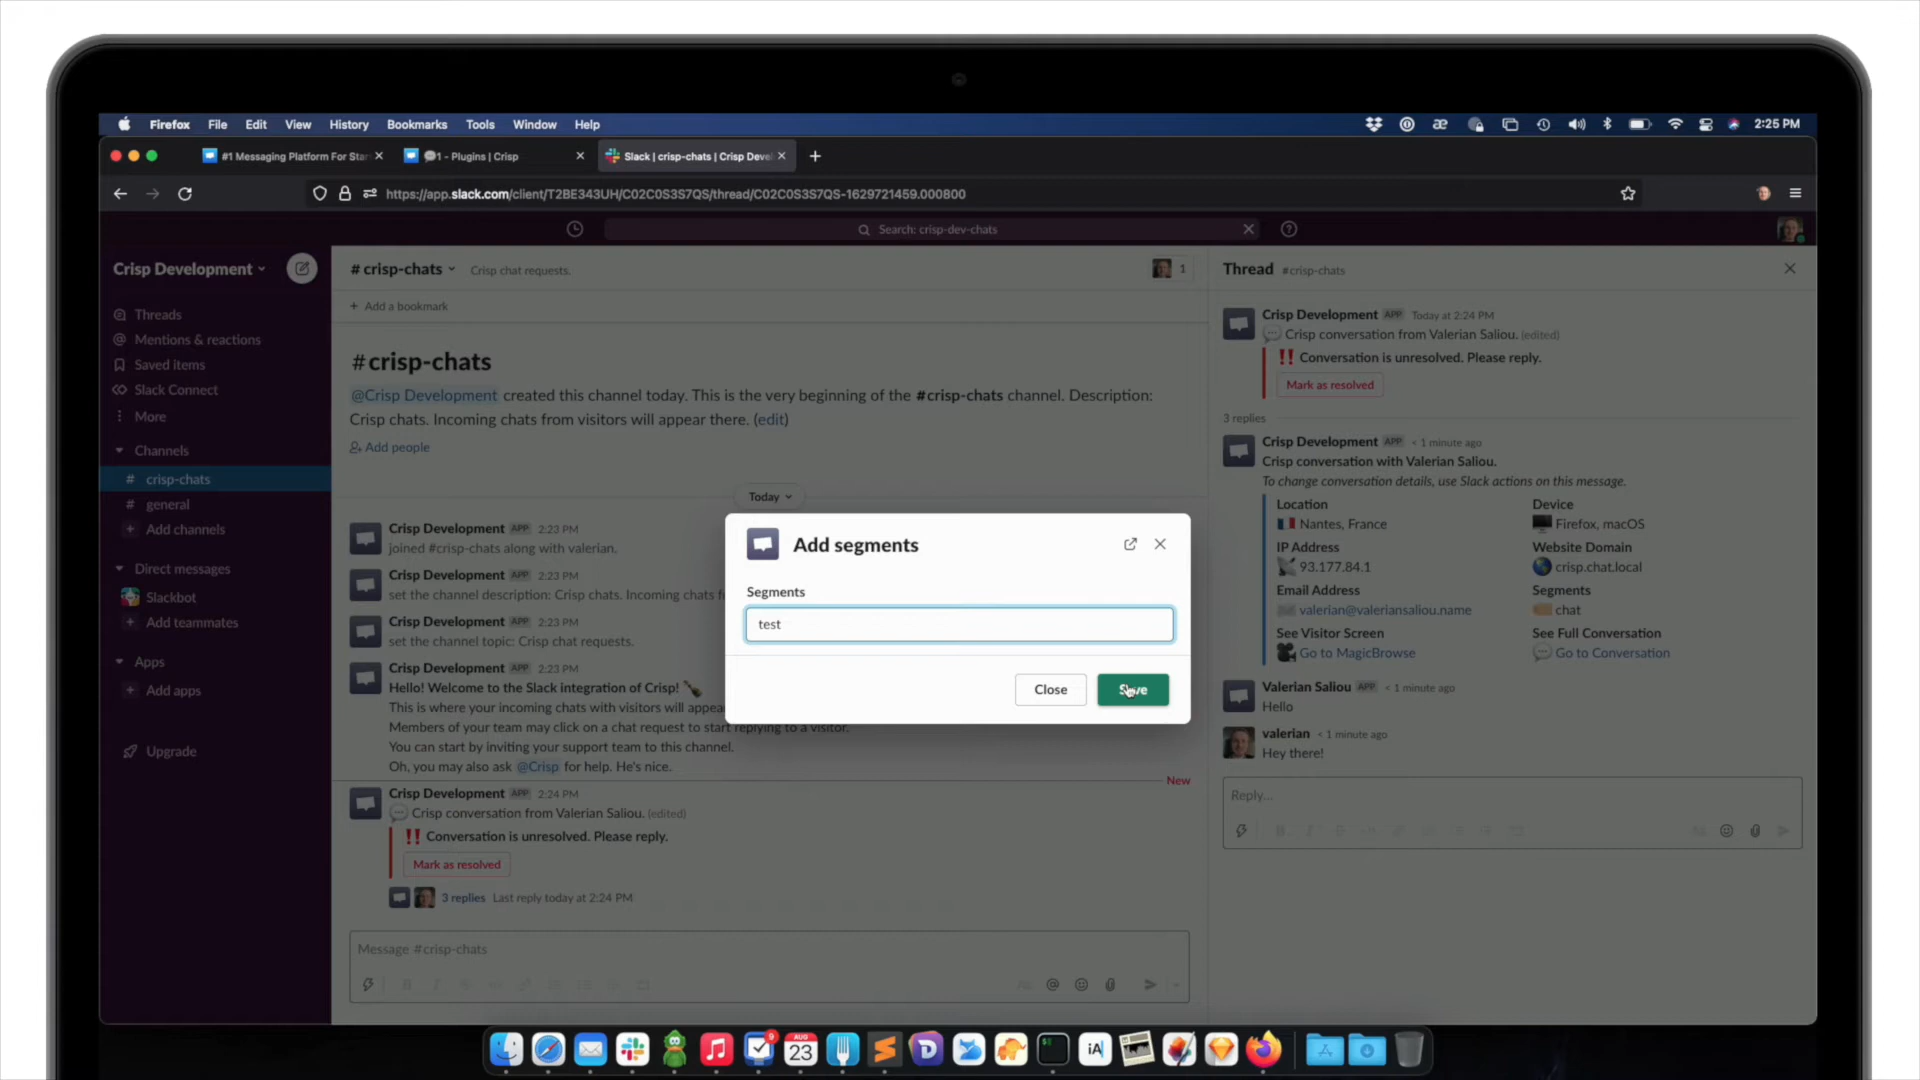 Firefox File Edit View History Bookmarks Tools Window Help
2:25 PM
#1 Messaging Platform For Star
1 - Plugins | Crisp
Slack | crisp-chats | Crisp Deve
https://app.slack.com/client/T2BE343UH/C02C0S3S7QS/thread/C02C0S3S7QS-1629721459.000800
Search: crisp-dev-chats
Crisp Development
Threads
Mentions & reactions
Saved items
Slack Connect
More
Channels
# crisp-chats
# general
+ Add channels
Direct messages
Slackbot
+ Add teammates
Apps
+ Add apps
Upgrade
# crisp-chats Crisp chat requests.
1
+ Add a bookmark
#crisp-chats
@Crisp Development created this channel today. This is the very beginning of the #crisp-chats channel. Description:
Crisp chats. Incoming chats from visitors will appear there. (edit)
Add people
Today
Crisp Development APP 2:23 PM
joined #crisp-chats along with valerian.
Crisp Development APP 2:23 PM
set the channel description: Crisp chats. Incoming chats f
Crisp Development APP 2:23 PM
set the channel topic: Crisp chat requests.
Crisp Development APP 2:23 PM
Hello! Welcome to the Slack integration of Crisp!
This is where your incoming chats with visitors will appear
Members of your team may click on a chat request to start replying to a visitor.
You can start by inviting your support team to this channel.
Oh, you may also ask @Crisp for help. He's nice.
New
Crisp Development APP 2:24 PM
Crisp conversation from Valerian Saliou. (edited)
!! Conversation is unresolved. Please reply.
Mark as resolved
3 replies Last reply today at 2:24 PM
Message #crisp-chats
Add segments
Segments
test
Close
Save
Thread #crisp-chats
Crisp Development APP Today at 2:24 PM
Crisp conversation from Valerian Saliou. (edited)
!! Conversation is unresolved. Please reply.
Mark as resolved
3 replies
Crisp Development APP < 1 minute ago
Crisp conversation with Valerian Saliou.
To change conversation details, use Slack actions on this message.
Location
Nantes, France
Device
Firefox, macOS
IP Address
93.177.84.1
Website Domain
crisp.chat.local
Email Address
valerian@valeriansaliou.name
Segments
chat
See Visitor Screen
Go to MagicBrowse
See Full Conversation
Go to Conversation
Valerian Saliou APP < 1 minute ago
Hello
valerian < 1 minute ago
Hey there!
Reply...
AUG
23
iA